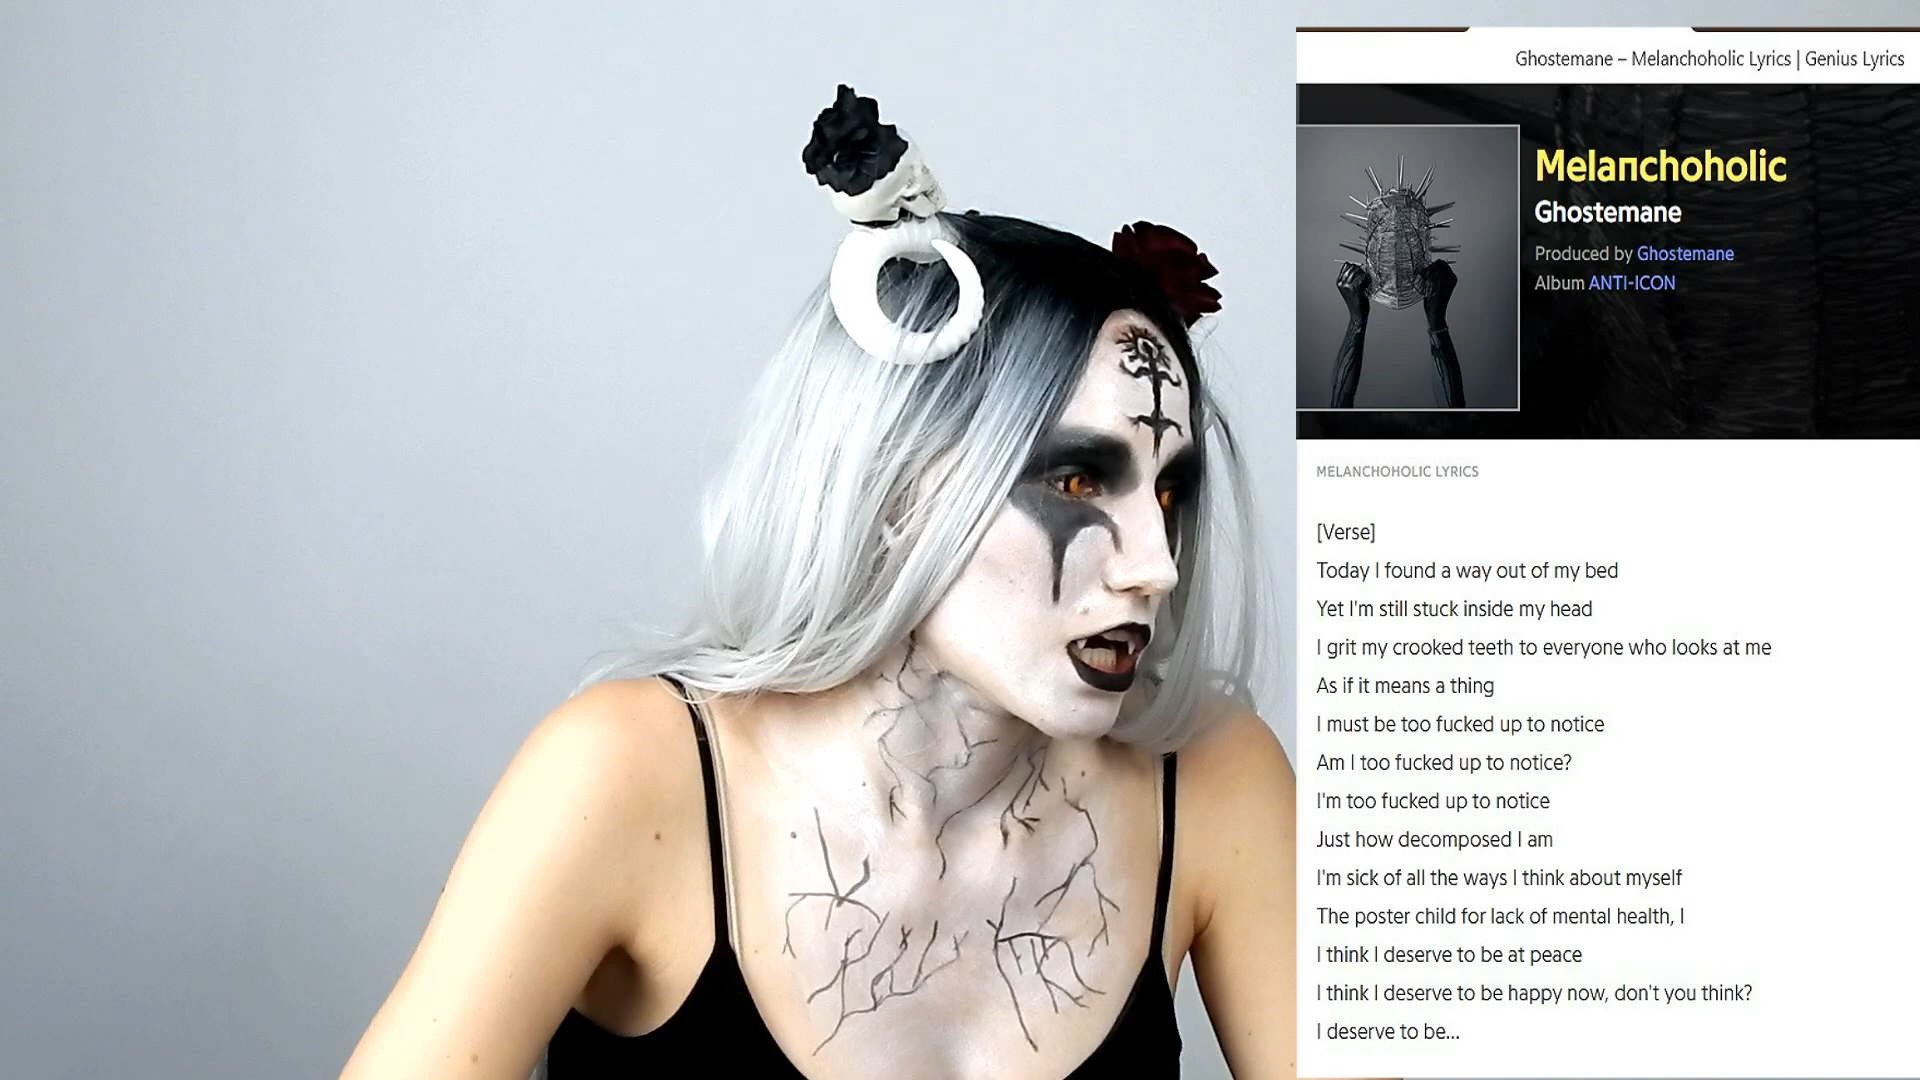 Ghostemane – Melanchoholic Lyrics | Genius Lyrics
Melanchoholic
Ghostemane
Produced by Ghostemane
Album ANTI-ICON
MELANCHOHOLIC LYRICS
[Verse]
Today I found a way out of my bed
Yet I'm still stuck inside my head
I grit my crooked teeth to everyone who looks at me
As if it means a thing
I must be too fucked up to notice
Am I too fucked up to notice?
I'm too fucked up to notice
Just how decomposed I am
I'm sick of all the ways I think about myself
The poster child for lack of mental health, I
I think I deserve to be at peace
I think I deserve to be happy now, don't you think?
I deserve to be...